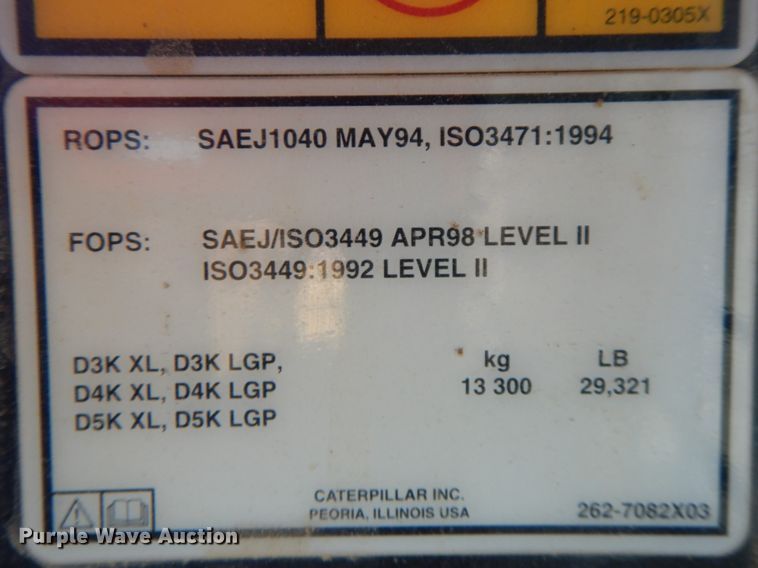 219-0305X
ROPS: SAEJ1040 MAY94, ISO3471:1994
FOPS: SAEJ/ISO3449 APR98 LEVEL II
ISO3449:1992 LEVEL II
D3K XL, D3K LGP, kg LB
D4K XL, D4K LGP 13 300 29,321
D5K XL, D5K LGP
CATERPILLAR INC.
PEORIA, ILLINOIS USA 262-7082X03
Purple Wave Auction